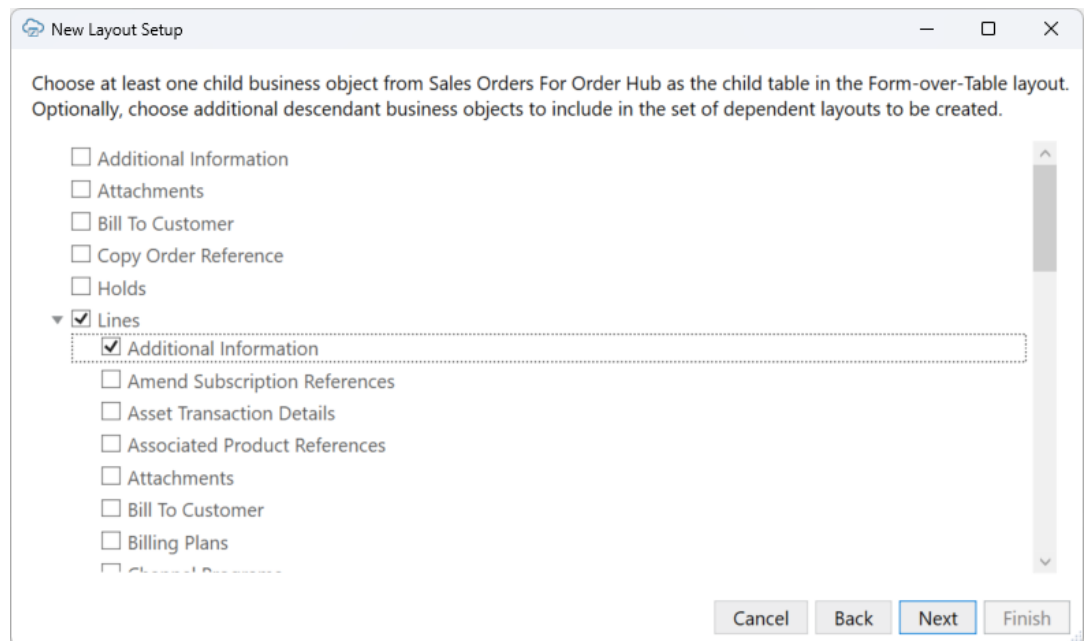 New Layout Setup
Choose at least one child business object from Sales Orders For Order Hub as the child table in the Form-over-Table layout.
Optionally, choose additional descendant business objects to include in the set of dependent layouts to be created.
Additional Information
Attachments
Bill To Customer
Copy Order Reference
Holds
Lines
Additional Information
Amend Subscription References
Asset Transaction Details
Associated Product References
Attachments
Bill To Customer
Billing Plans
Channel Programs
Cancel Back Next Finish